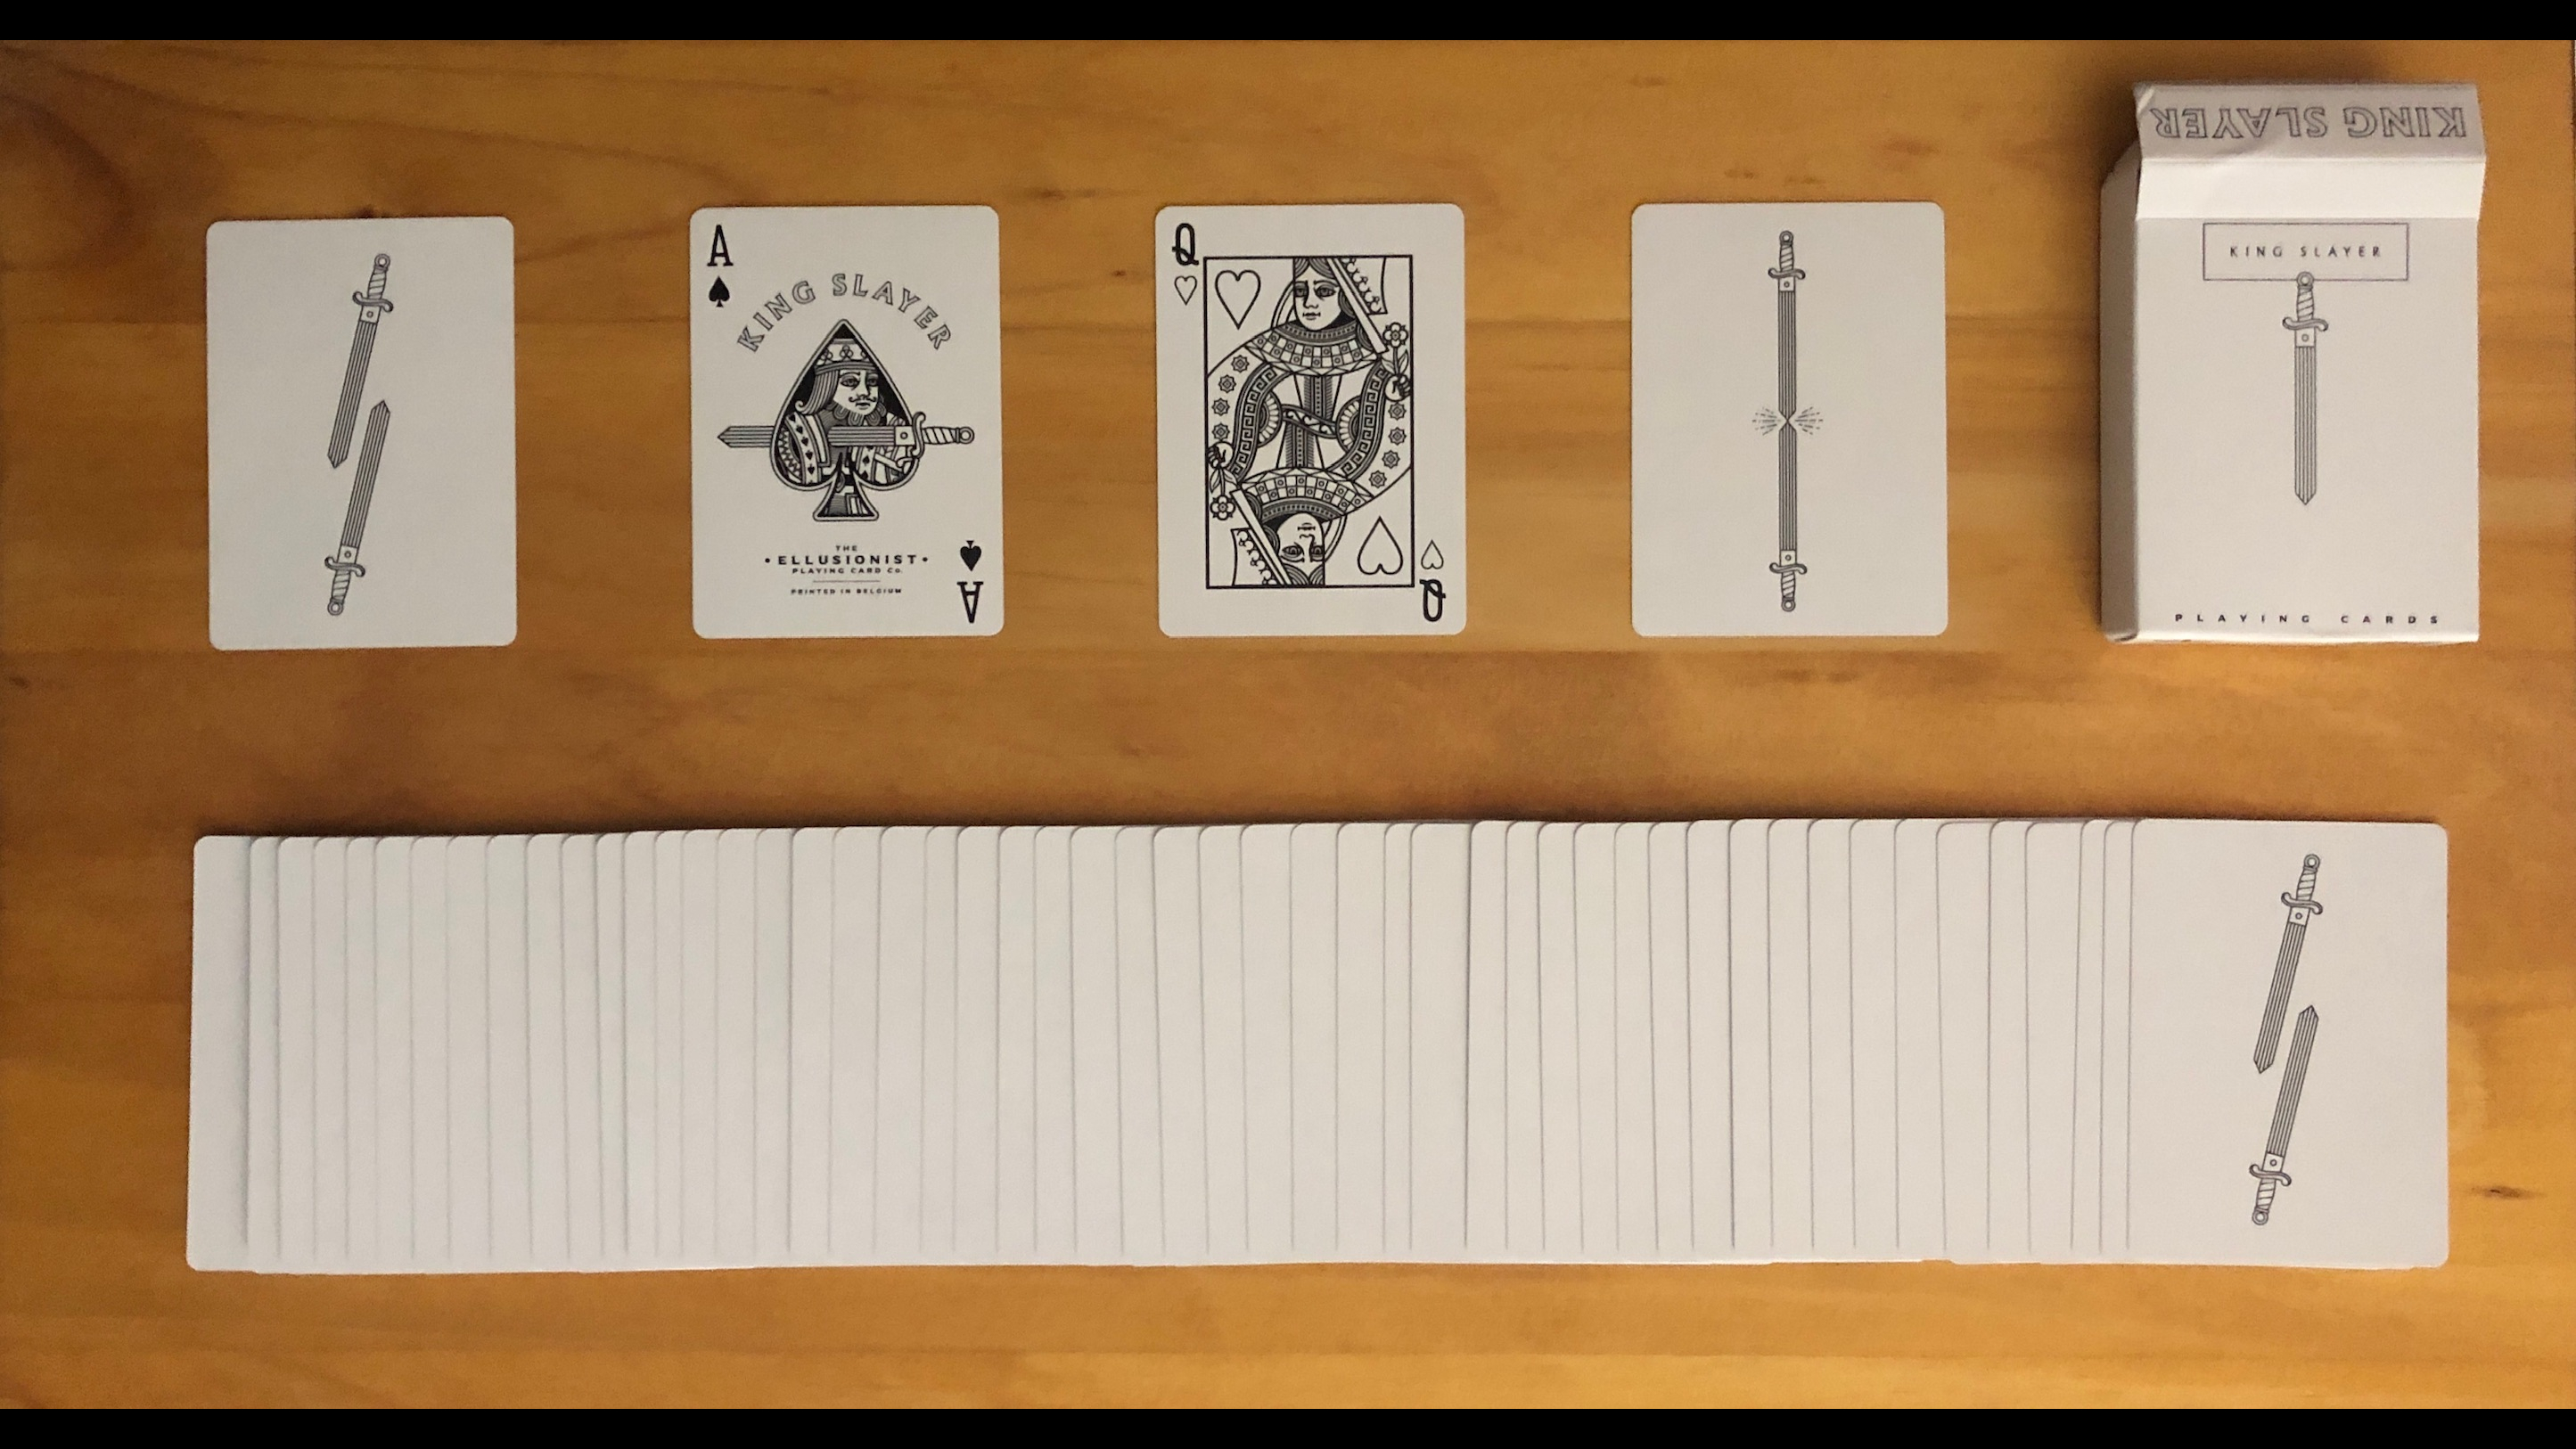 KING SLAYER
KING SLAYER
PLAYING CARDS
A
KING SLAYER
THE
• ELLUSIONIST •
PLAYING CARD Co.
PRINTED IN BELGIUM
A
Q
Q